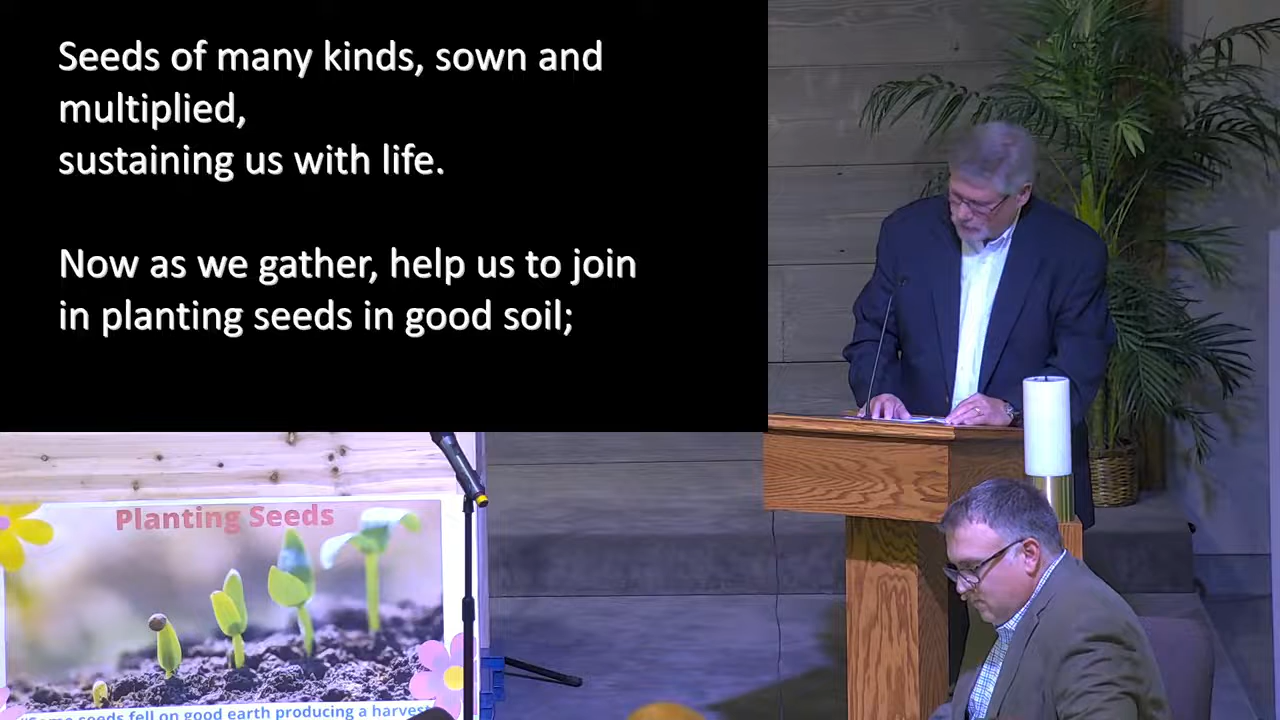 Seeds of many kinds, sown and
multiplied,
sustaining us with life.
Now as we gather, help us to join
in planting seeds in good soil;
Planting Seeds
"Some seeds fell on good earth producing a harvest